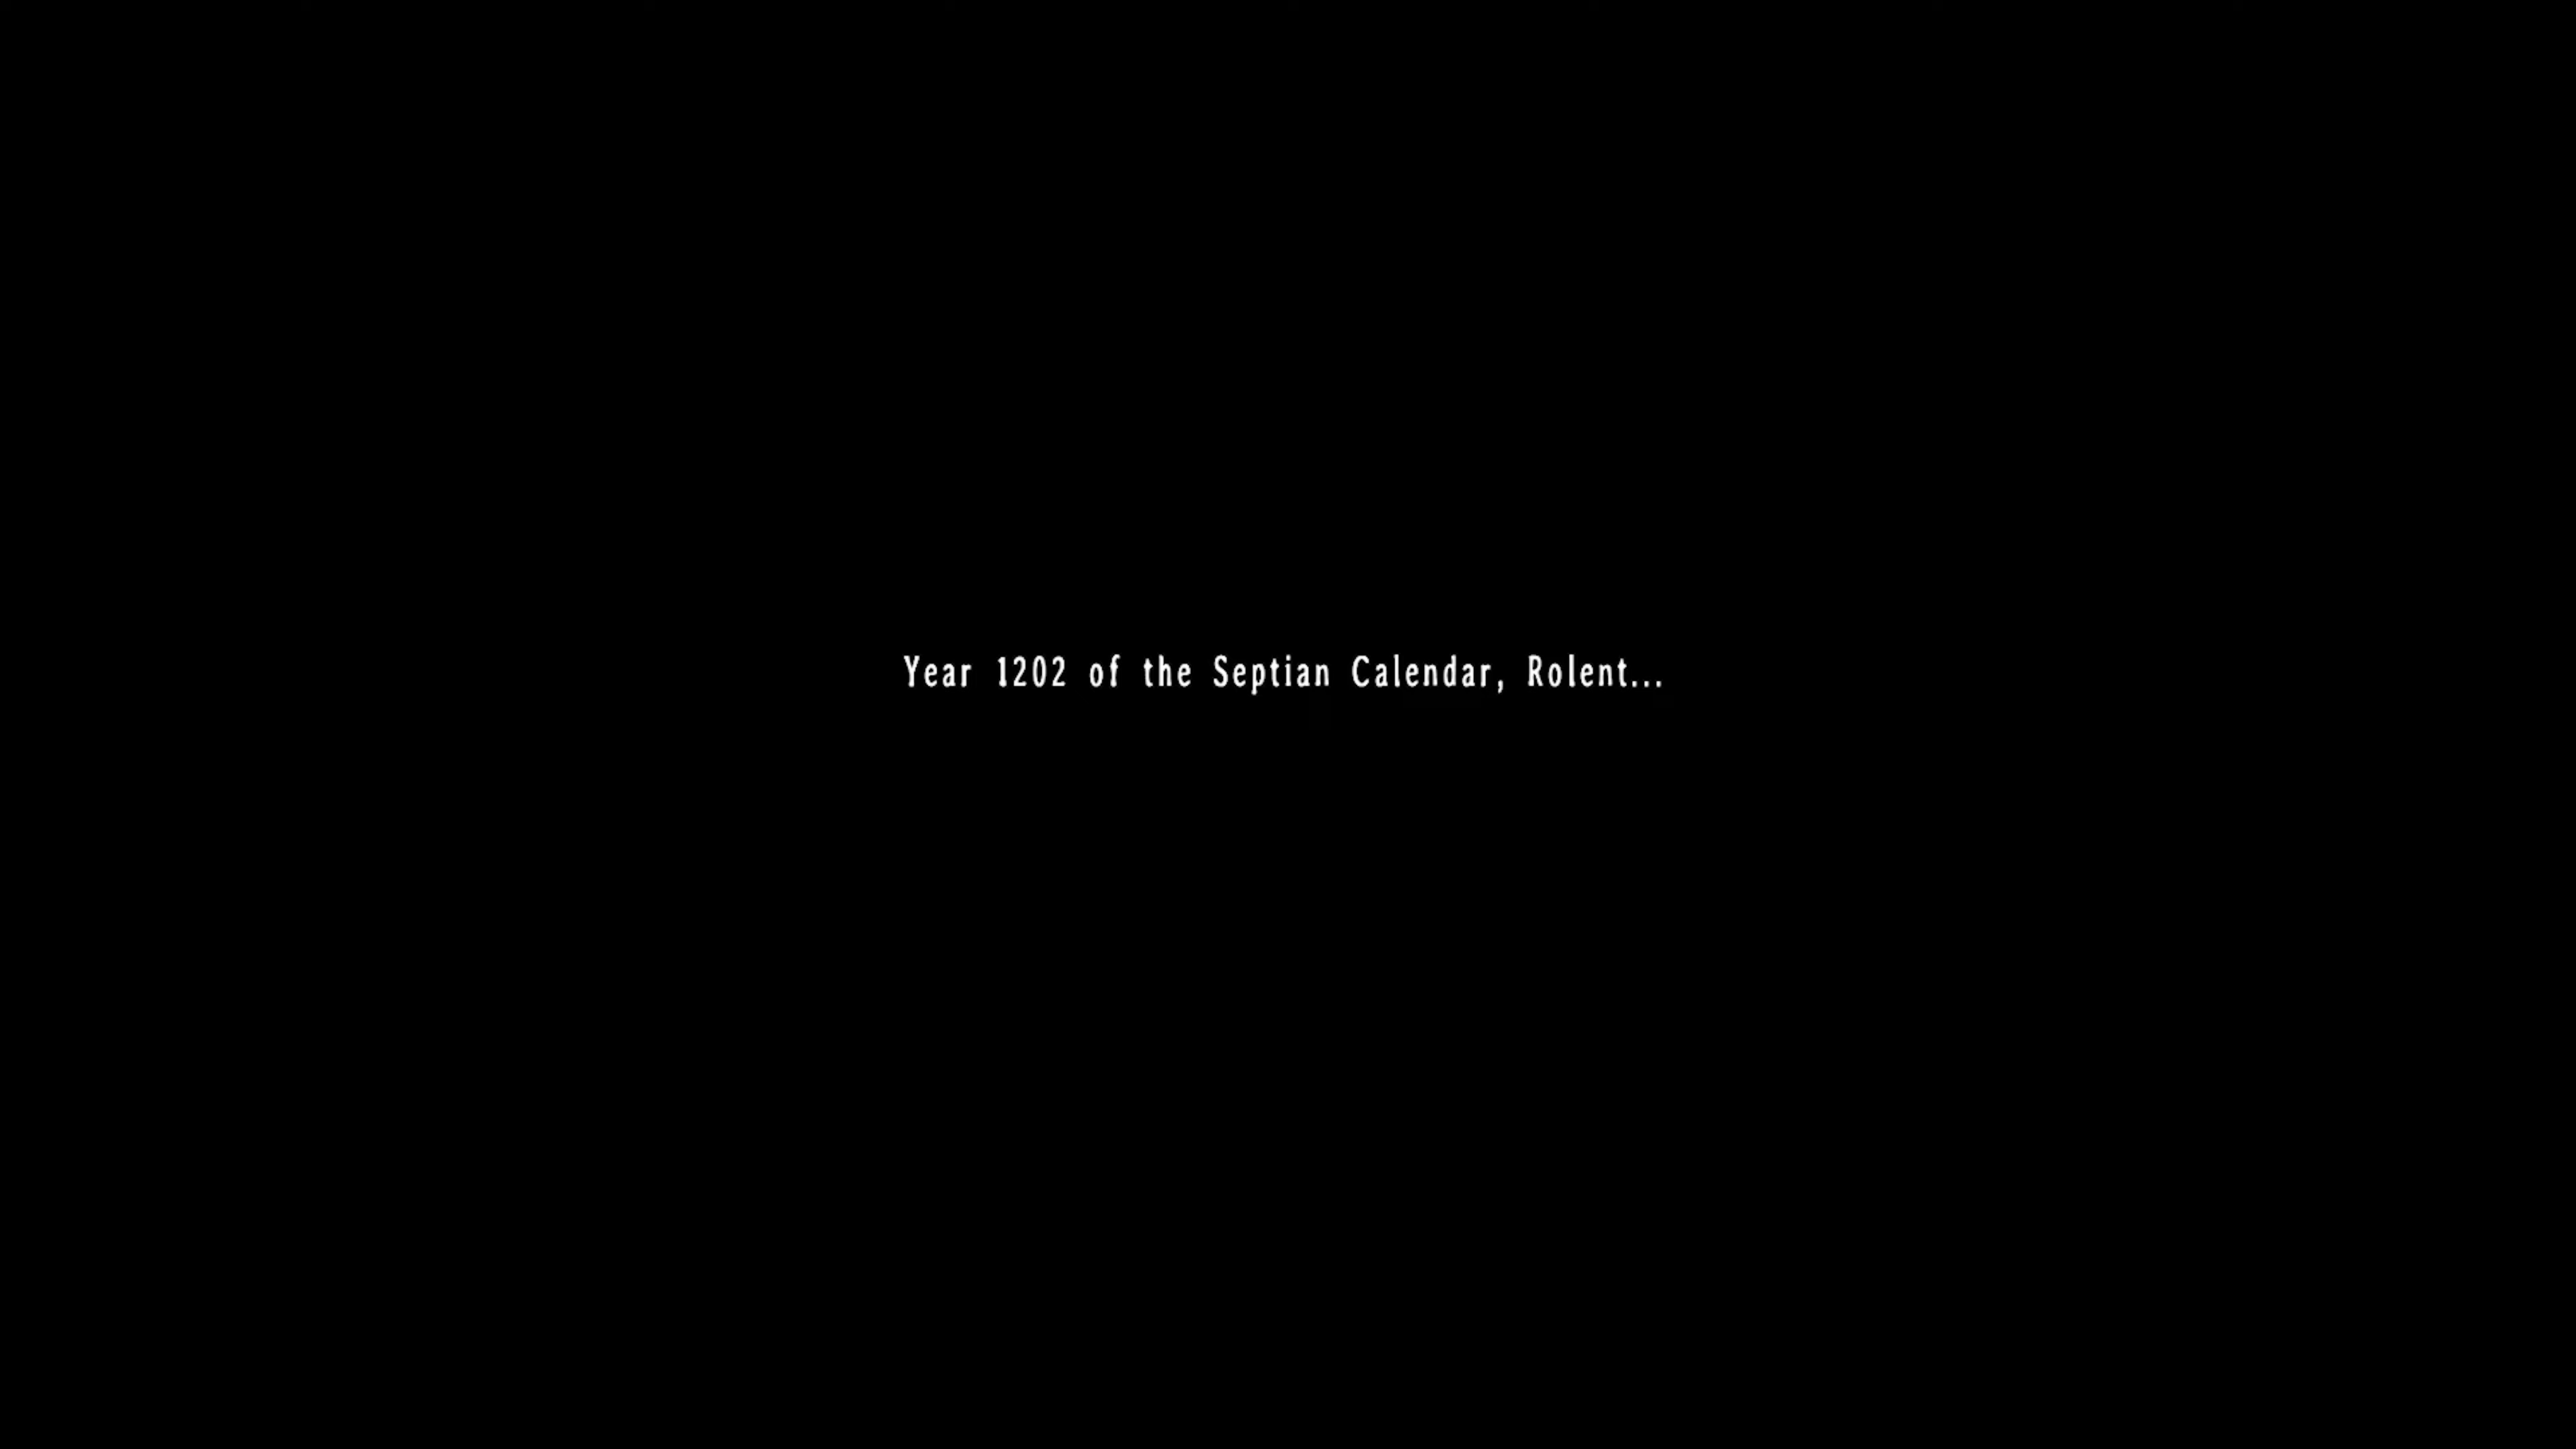 Year 1202 of the Septian Calendar, Rolent...